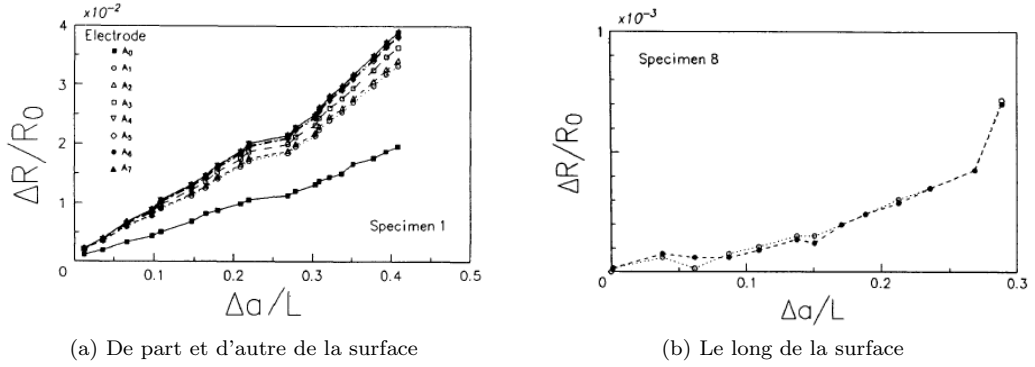 x10⁻²
4
3
2
1
0
ΔR/R₀
Electrode
A₀
A₁
A₂
A₃
A₄
A₅
A₆
A₇
Specimen 1
0.1 0.2 0.3 0.4 0.5
Δa/L
(a) De part et d'autre de la surface
x10⁻³
1
0
ΔR/R₀
Specimen 8
0 0.1 0.2 0.3
Δa/L
(b) Le long de la surface